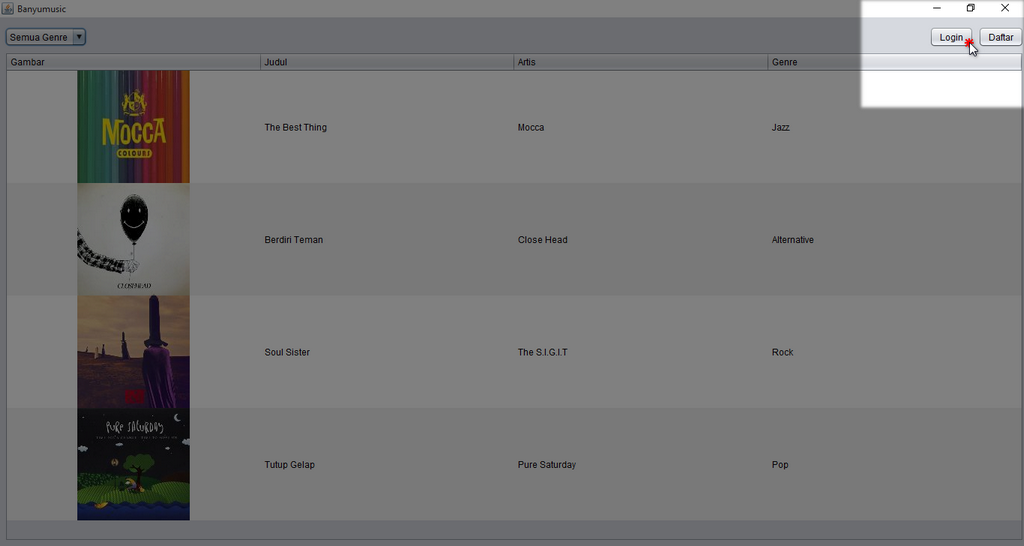 Banyumusic
Semua Genre
Login
Daftar
Gambar Judul Artis Genre
MOCCA
COLOURS
The Best Thing Mocca Jazz
CLOSEHEAD
Berdiri Teman Close Head Alternative
Soul Sister The S.I.G.I.T Rock
PURE SATURDAY
Tutup Gelap Pure Saturday Pop